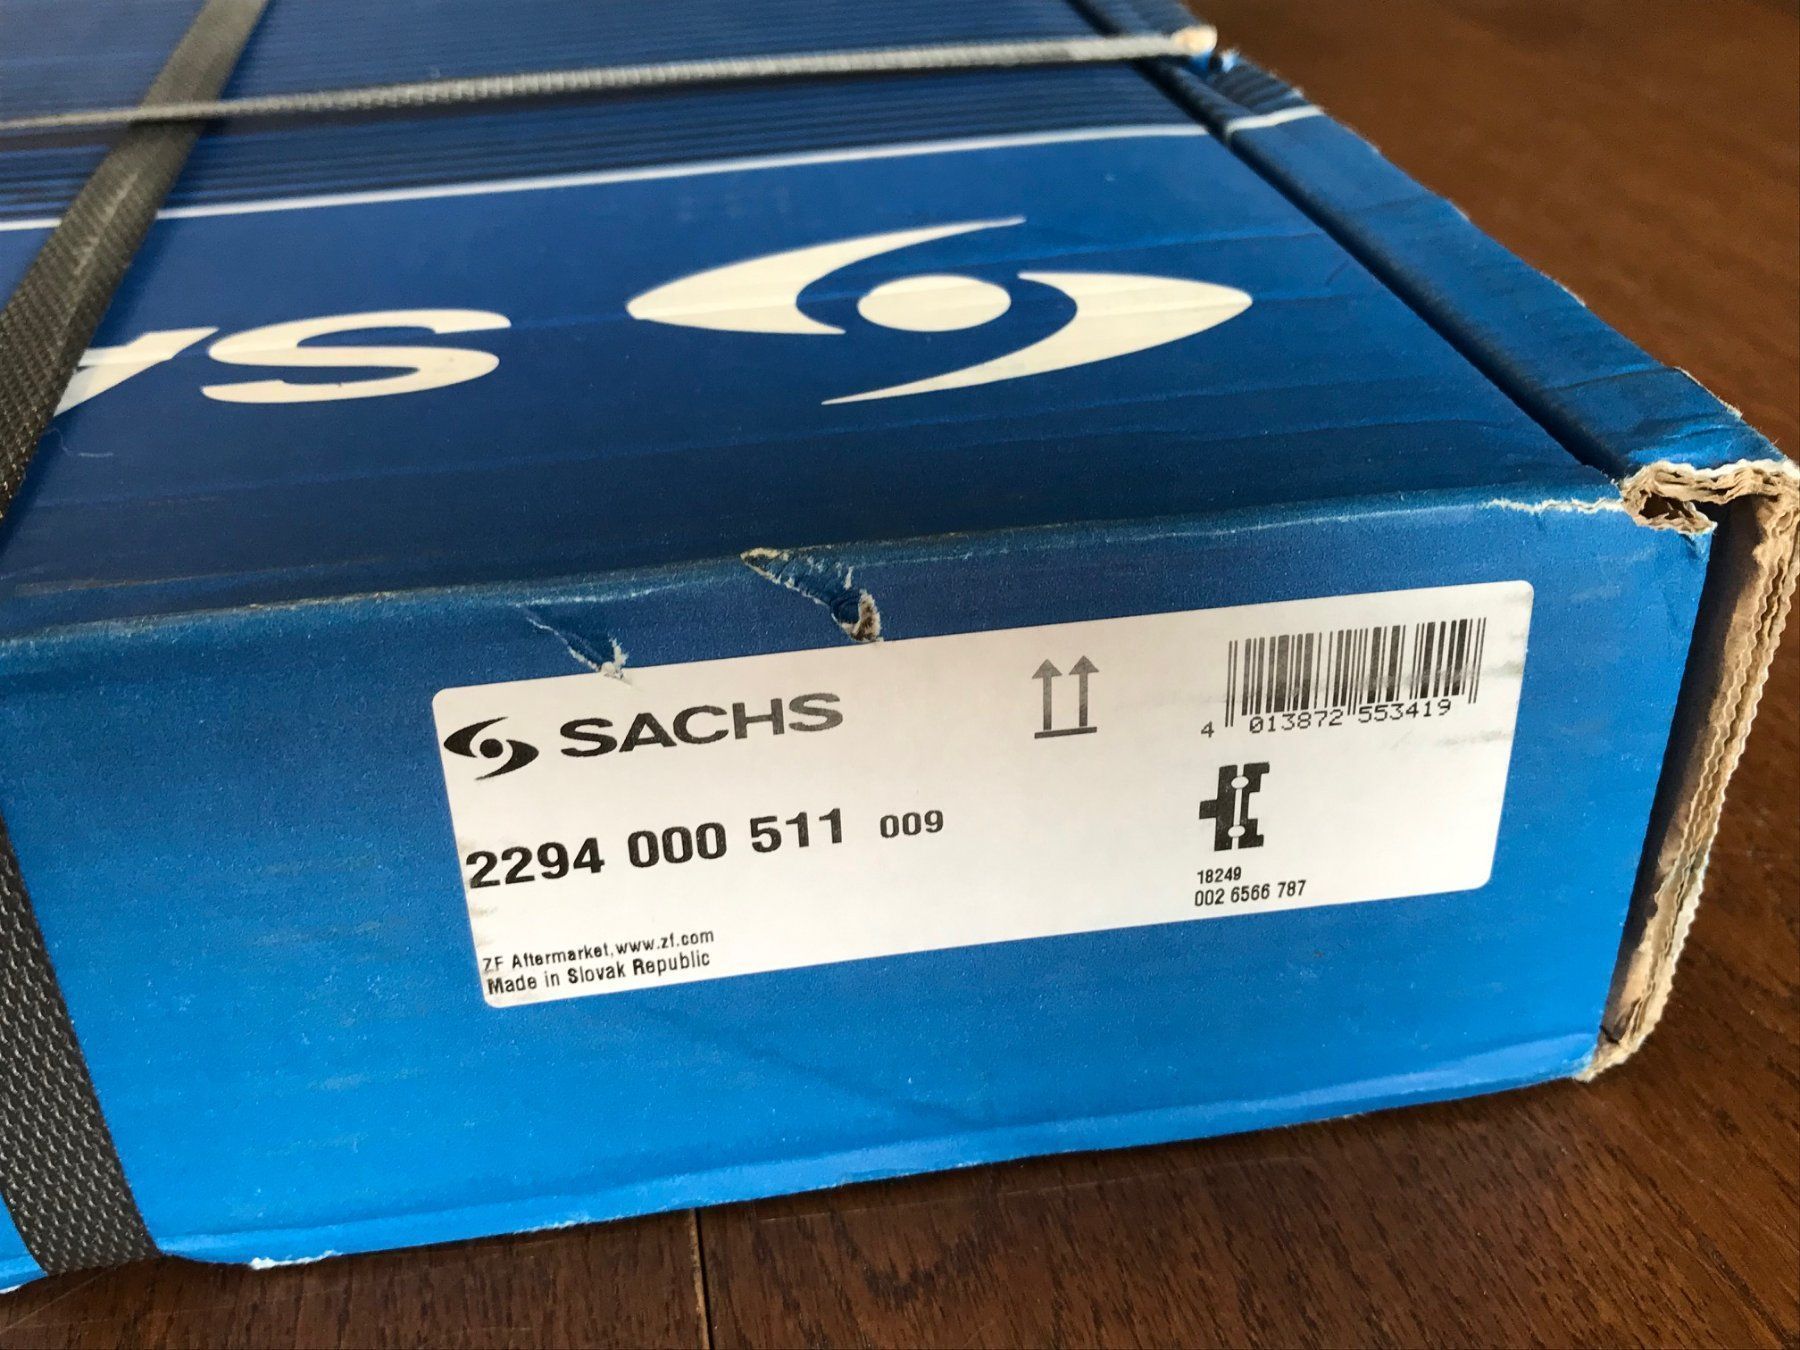 SA
SACHS
4 013872 553419
2294 000 511 009
18249
002 6566 787
ZF Aftermarket,www.zf.com
Made in Slovak Republic